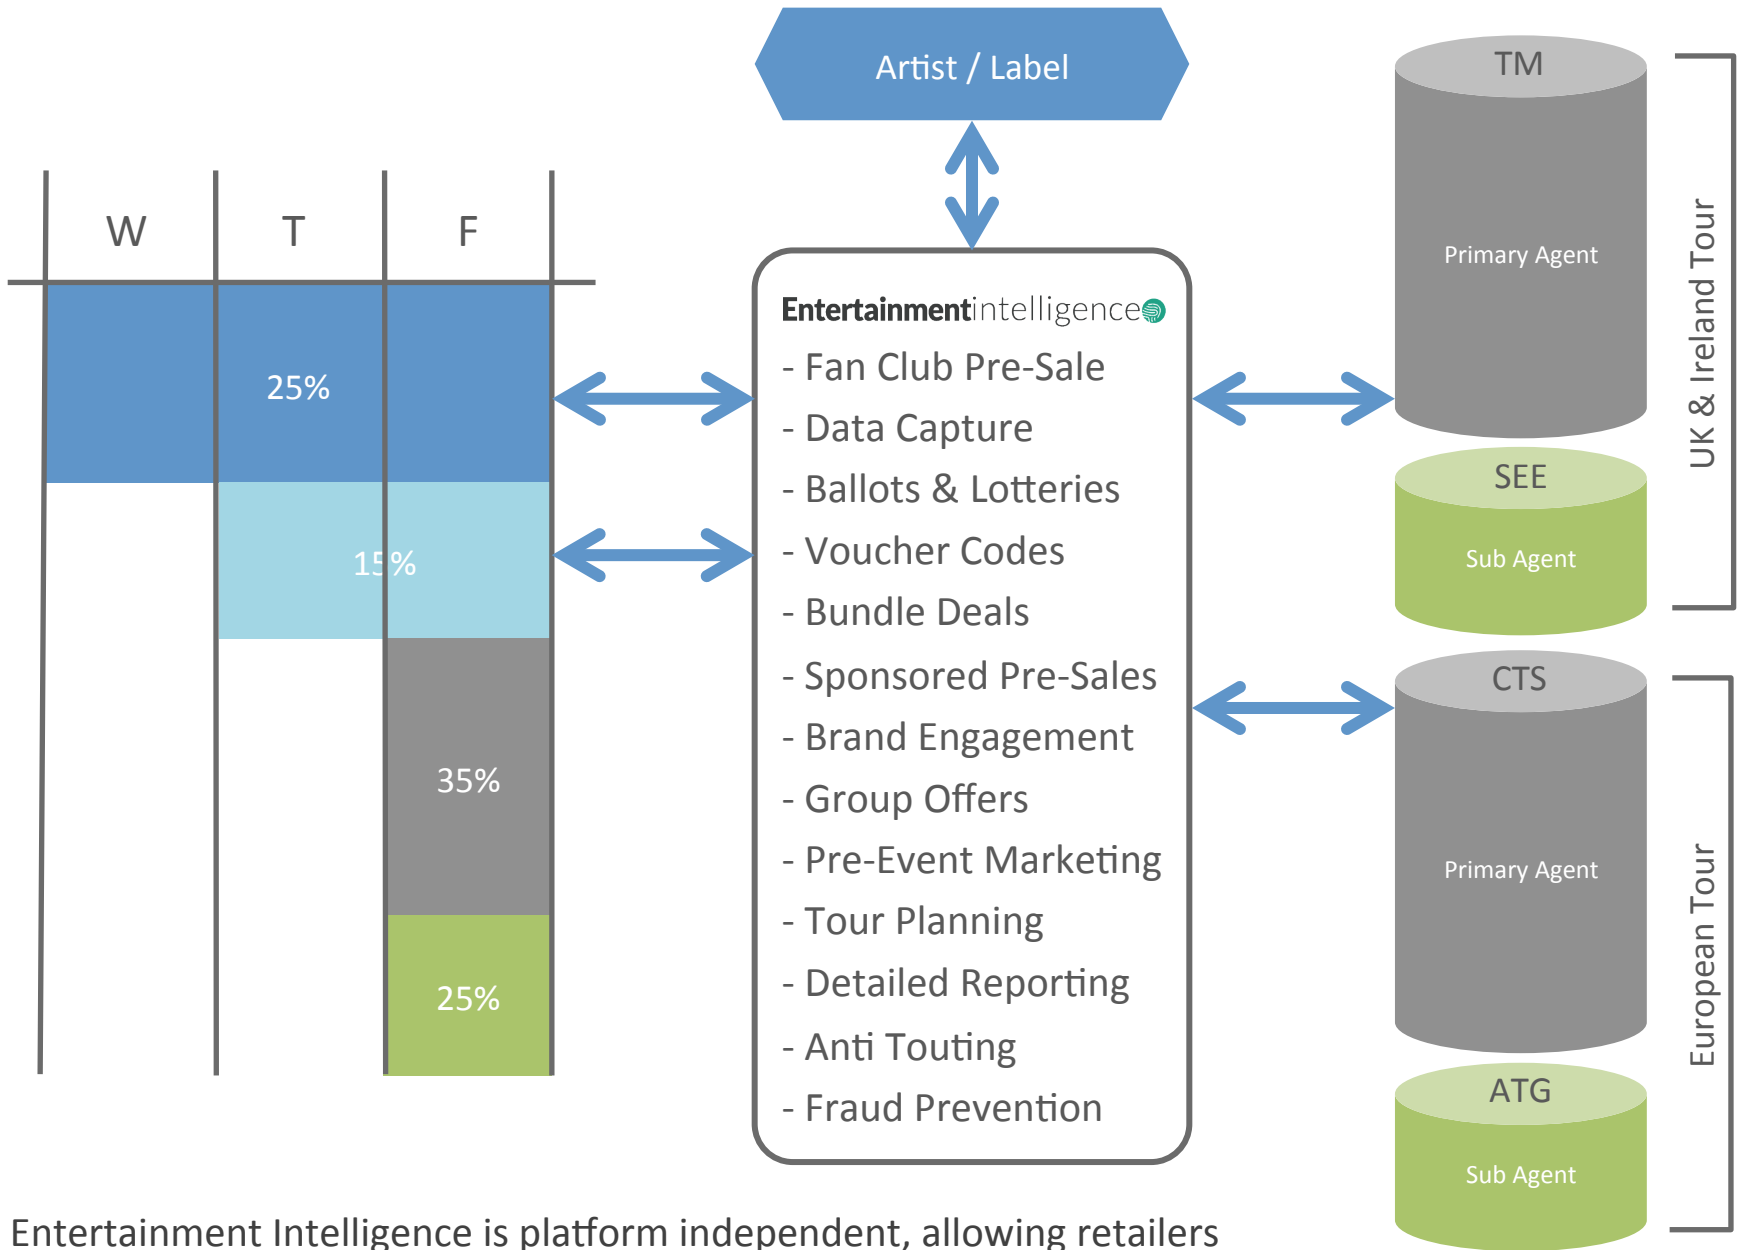 Artist / Label
W T F
25%
15%
35%
25%
Entertainmentintelligence
- Fan Club Pre-Sale
- Data Capture
- Ballots & Lotteries
- Voucher Codes
- Bundle Deals
- Sponsored Pre-Sales
- Brand Engagement
- Group Offers
- Pre-Event Marketing
- Tour Planning
- Detailed Reporting
- Anti Touting
- Fraud Prevention
TM
Primary Agent
SEE
Sub Agent
UK & Ireland Tour
CTS
Primary Agent
ATG
Sub Agent
European Tour
Entertainment Intelligence is platform independent, allowing retailers